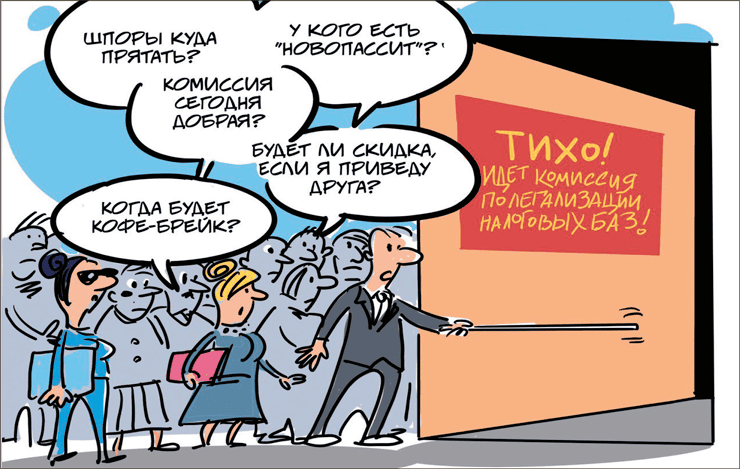 ШПОРЫ КУДА
ПРЯТАТЬ?
У КОГО ЕСТЬ
"НОВОПАССИТ"?
КОМИССИЯ
СЕГОДНЯ
ДОБРАЯ?
БУДЕТ ЛИ СКИДКА,
ЕСЛИ Я ПРИВЕДУ
ДРУГА?
КОГДА БУДЕТ
КОФЕ-БРЕЙК?
ТИХО!
ИДЕТ КОМИССИЯ
ПО ЛЕГАЛИЗАЦИИ
НАЛОГОВЫХ БАЗ!